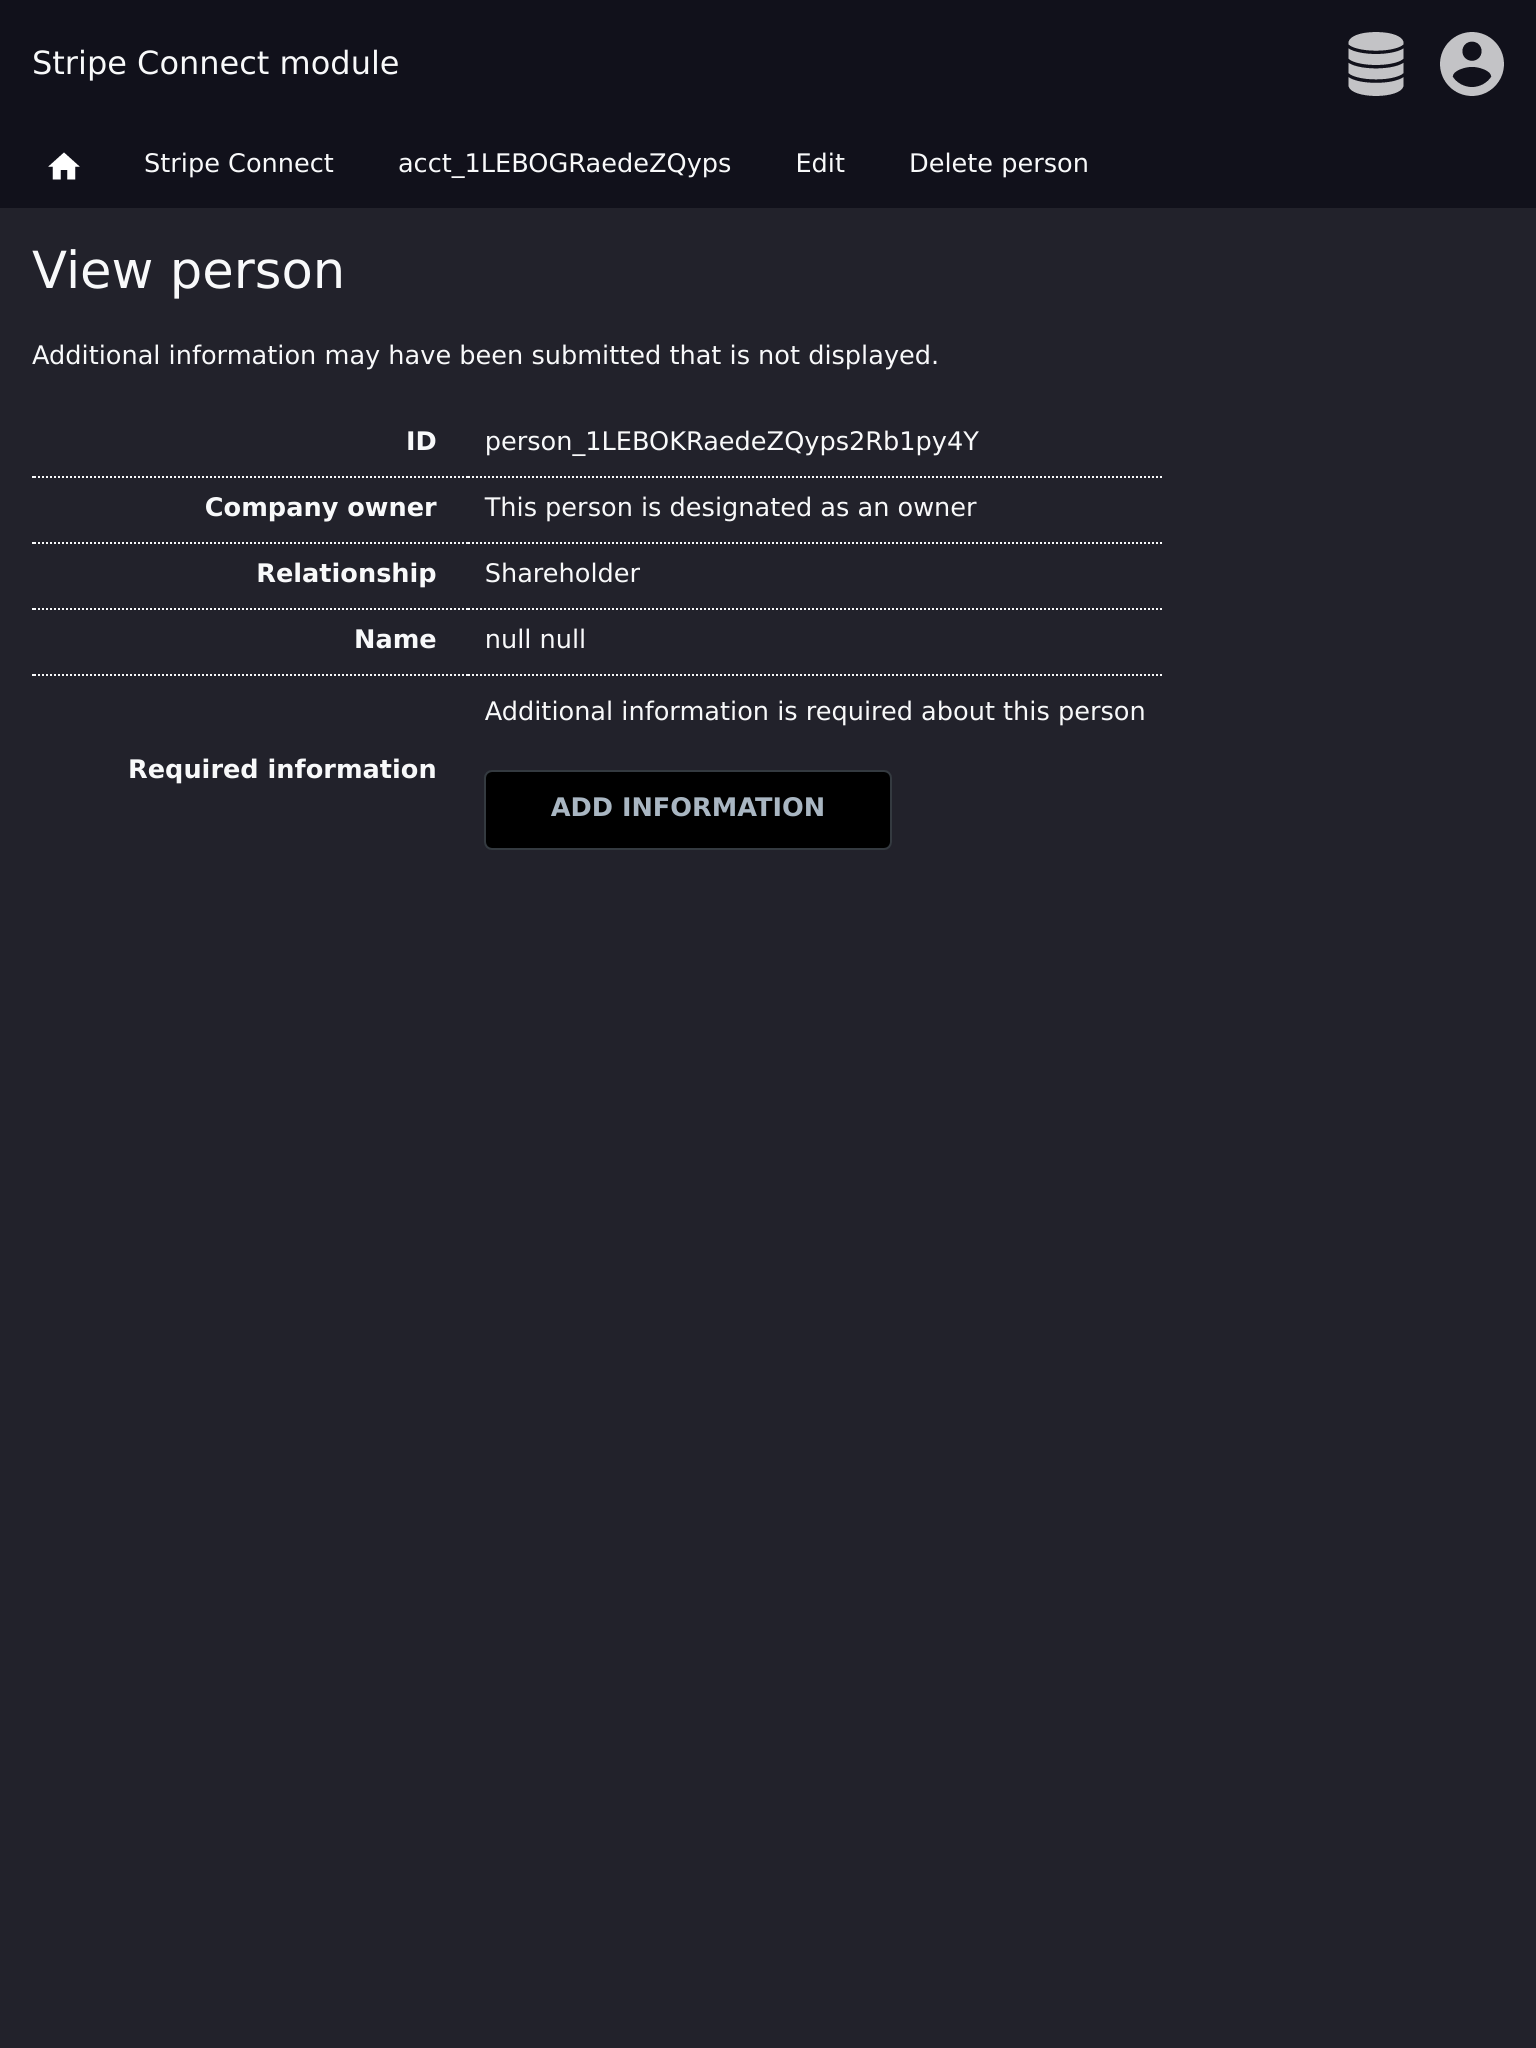 Stripe Connect module
Stripe Connect acct_1LEBOGRaedeZQyps Edit Delete person
View person
Additional information may have been submitted that is not displayed.
ID person_1LEBOKRaedeZQyps2Rb1py4Y
Company owner This person is designated as an owner
Relationship Shareholder
Name null null
Additional information is required about this person
Required information
ADD INFORMATION